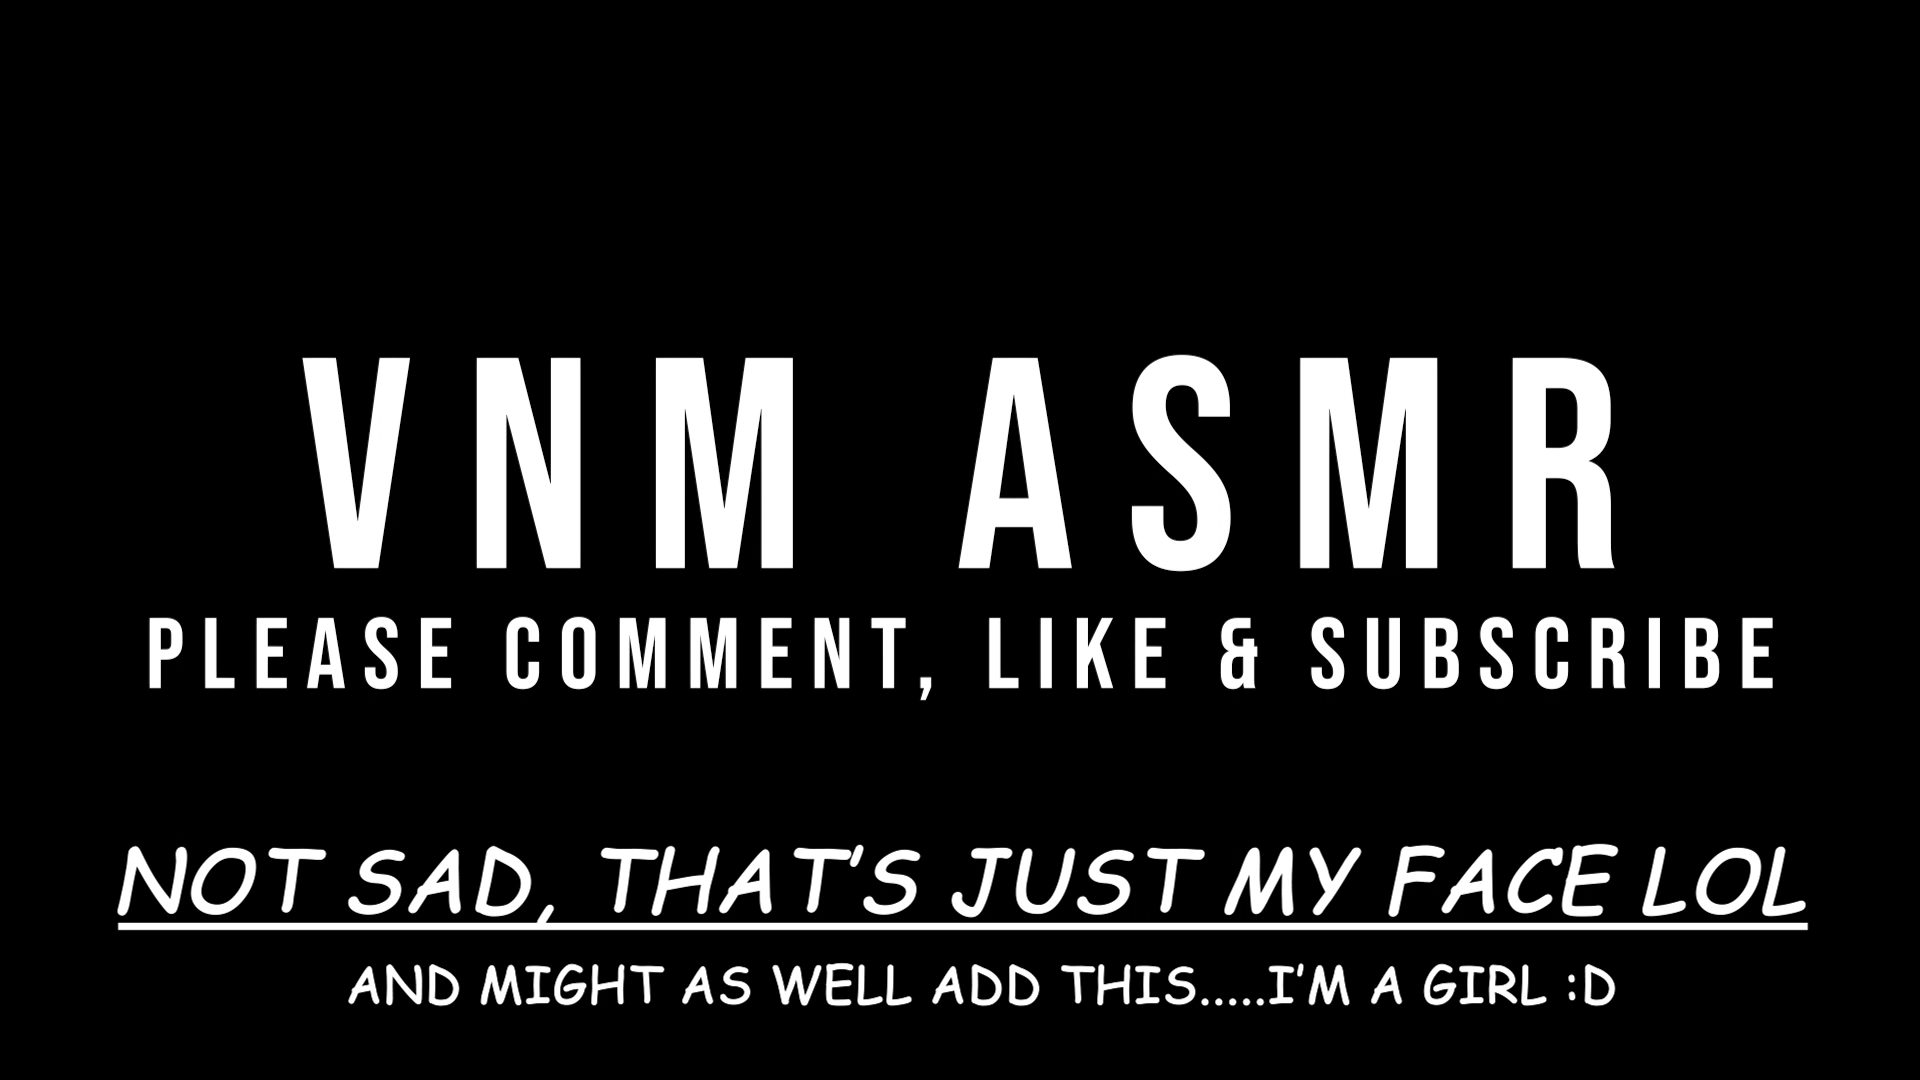 VNM ASMR
PLEASE COMMENT, LIKE & SUBSCRIBE
NOT SAD, THAT'S JUST MY FACE LOL
AND MIGHT AS WELL ADD THIS.....I'M A GIRL :D